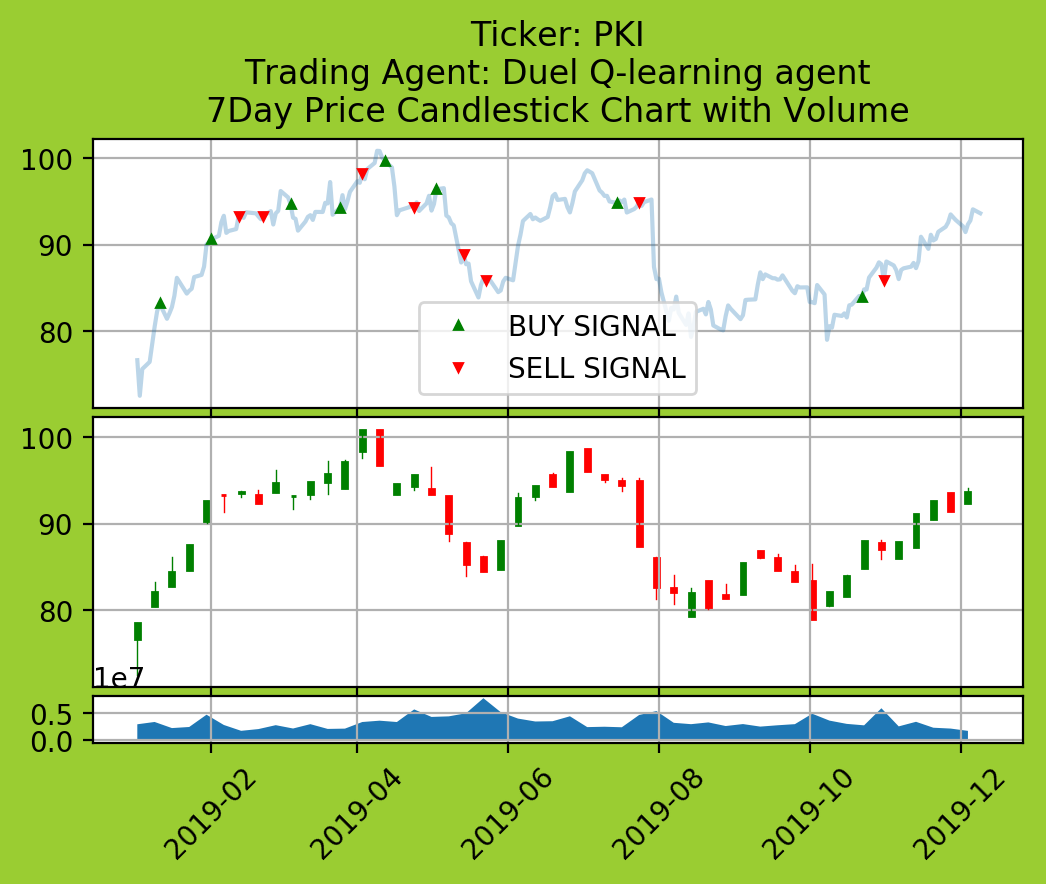 Ticker: PKI
Trading Agent: Duel Q-learning agent
7Day Price Candlestick Chart with Volume
100
90
80
BUY SIGNAL
SELL SIGNAL
100
90
80
1e7
0.5
0.0
2019-02
2019-04
2019-06
2019-08
2019-10
2019-12